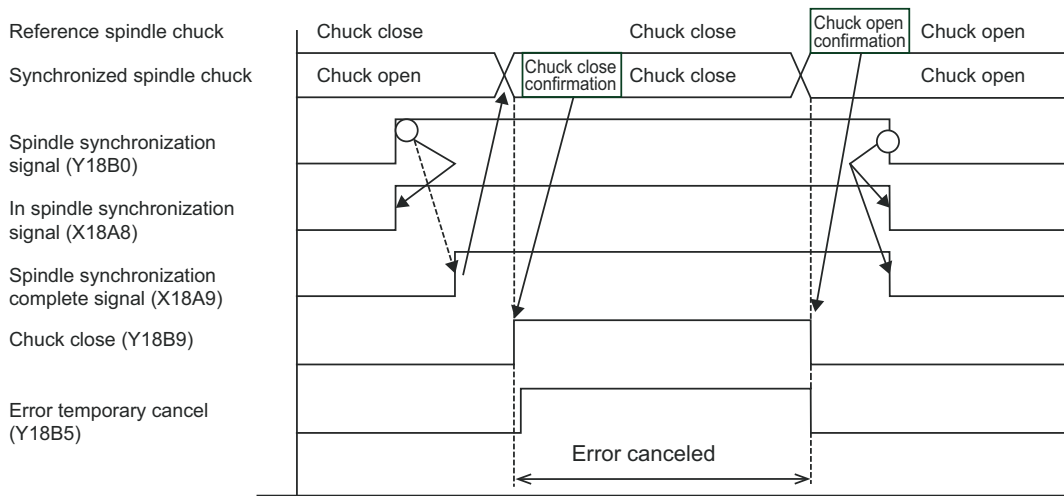 Reference spindle chuck
Chuck close
Chuck close
Chuck open
confirmation
Chuck open
Synchronized spindle chuck
Chuck open
Chuck close
confirmation
Chuck close
Chuck open
Spindle synchronization
signal (Y18B0)
In spindle synchronization
signal (X18A8)
Spindle synchronization
complete signal (X18A9)
Chuck close (Y18B9)
Error temporary cancel
(Y18B5)
Error canceled